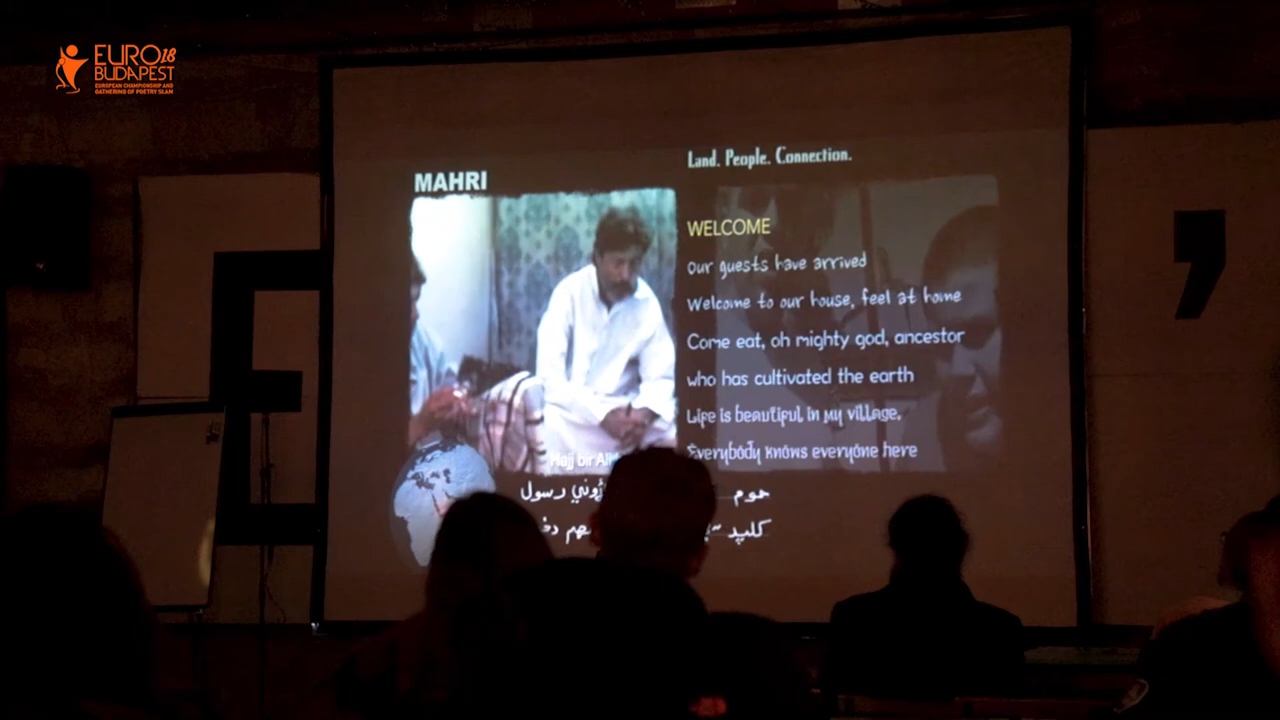 EURO18
BUDAPEST
EUROPEAN CHAMPIONSHIP AND
GATHERING OF POETRY SLAM
Land. People. Connection.
MAHRI
WELCOME
Our guests have arrived
Welcome to our house, feel at home
Come eat, oh mighty god, ancestor
who has cultivated the earth
Life is beautiful in my village.
Everybody knows everyone here
Hajj bir
حوم رسول
,